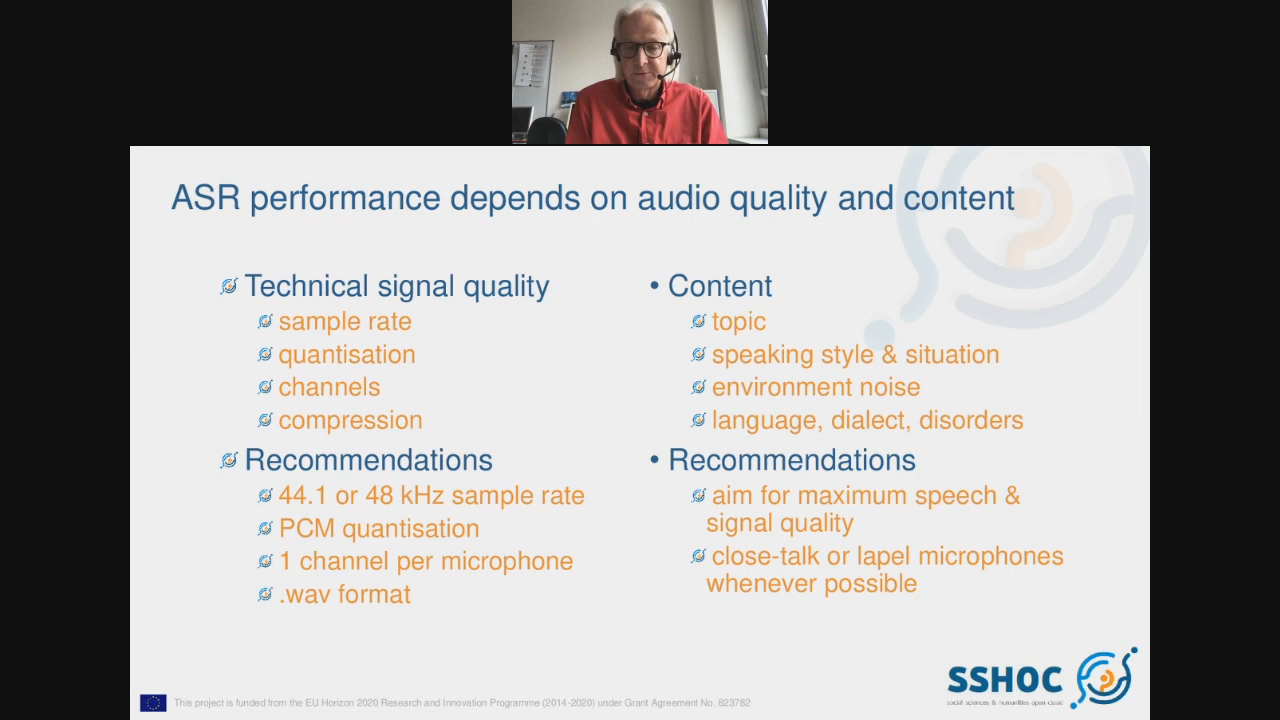 ASR performance depends on audio quality and content
Technical signal quality
sample rate
quantisation
channels
compression
Recommendations
44.1 or 48 kHz sample rate
PCM quantisation
1 channel per microphone
.wav format
• Content
topic
speaking style & situation
environment noise
language, dialect, disorders
• Recommendations
aim for maximum speech &
signal quality
close-talk or lapel microphones
whenever possible
SSHOC
social sciences & humanities open cloud
This project is funded from the EU Horizon 2020 Research and Innovation Programme (2014-2020) under Grant Agreement No. 823782